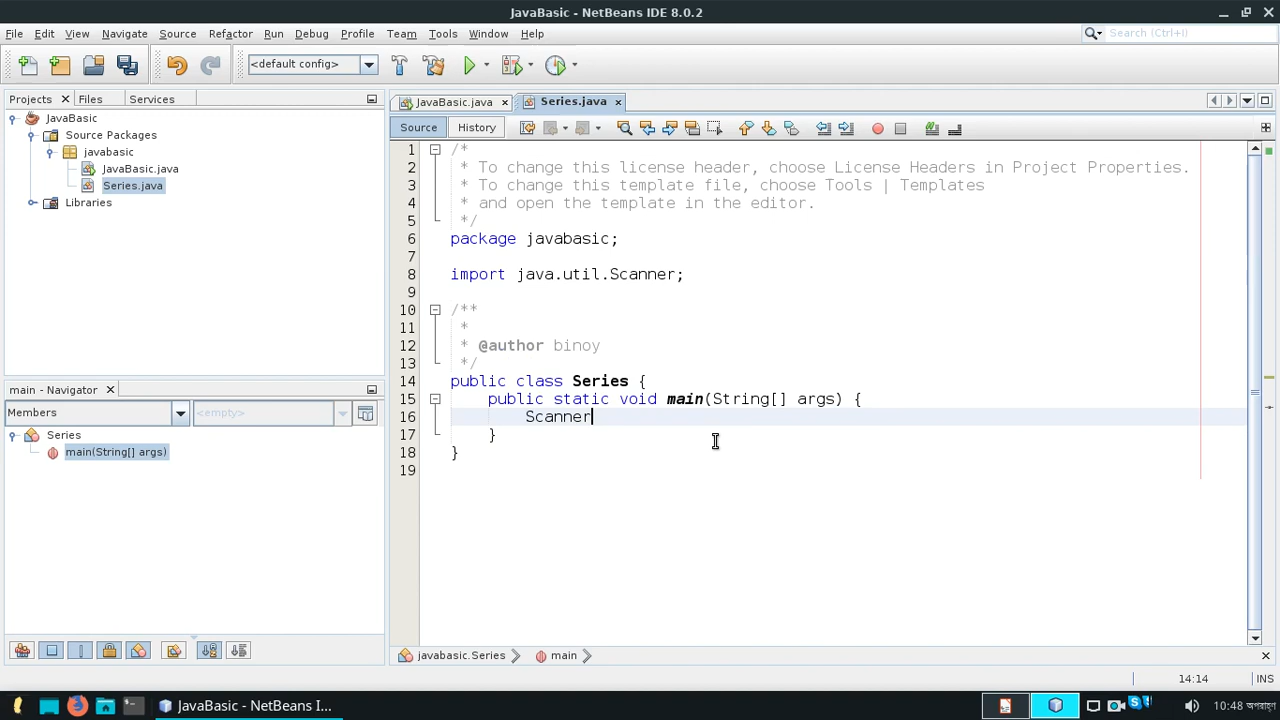 JavaBasic - NetBeans IDE 8.0.2
File Edit View Navigate Source Refactor Run Debug Profile Team Tools Window Help
Search (Ctrl+I)
<default config>
Projects Files Services
JavaBasic
Source Packages
javabasic
JavaBasic.java
Series.java
Libraries
main - Navigator
Members
<empty>
Series
main(String[] args)
JavaBasic.java Series.java
Source History
1 /*
2 * To change this license header, choose License Headers in Project Properties.
3 * To change this template file, choose Tools | Templates
4 * and open the template in the editor.
5 */
6 package javabasic;
7
8 import java.util.Scanner;
9
10 /**
11 *
12 * @author binoy
13 */
14 public class Series {
15 public static void main(String[] args) {
16 Scanner
17 }
18 }
19
javabasic.Series main
14:14 INS
JavaBasic - NetBeans I...
10:48 অপরাহ্ণ